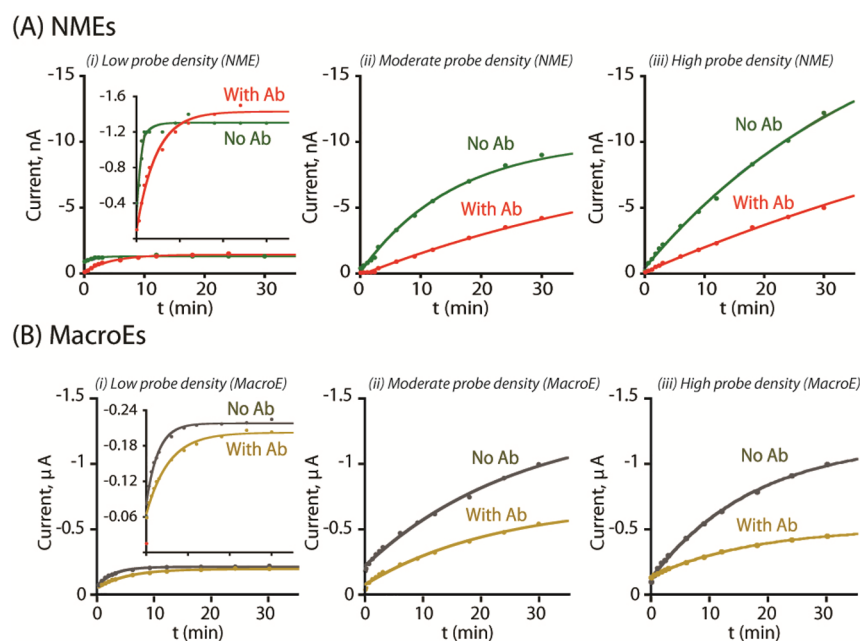 (A) NMEs
(i) Low probe density (NME)
(ii) Moderate probe density (NME)
(iii) High probe density (NME)
-15
-10
-5
0
Current, nA
-1.6
-1.2
-0.8
-0.4
With Ab
No Ab
0
10
20
30
t (min)
-15
-10
-5
0
Current, nA
No Ab
With Ab
0
10
20
30
t (min)
-15
-10
-5
0
Current, nA
No Ab
With Ab
0
10
20
30
t (min)
(B) MacroEs
(i) Low probe density (MacroE)
(ii) Moderate probe density (MacroE)
(iii) High probe density (MacroE)
-1.5
-1
-0.5
0
Current, μ A
-0.24
-0.18
-0.12
-0.06
No Ab
With Ab
0
10
20
30
t (min)
-1.5
-1
-0.5
0
Current, μ A
No Ab
With Ab
0
10
20
30
t (min)
-1.5
-1
-0.5
0
Current, μ A
No Ab
With Ab
0
10
20
30
t (min)